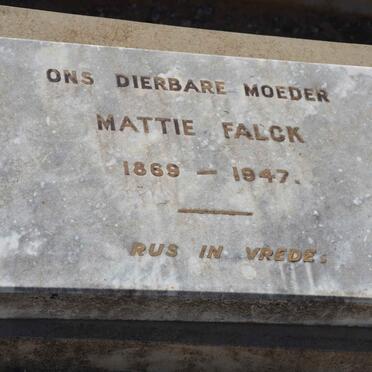 ONS DIERBARE MOEDER
MATTIE FALCK
1869 — 1947.
RUS IN VREDE.